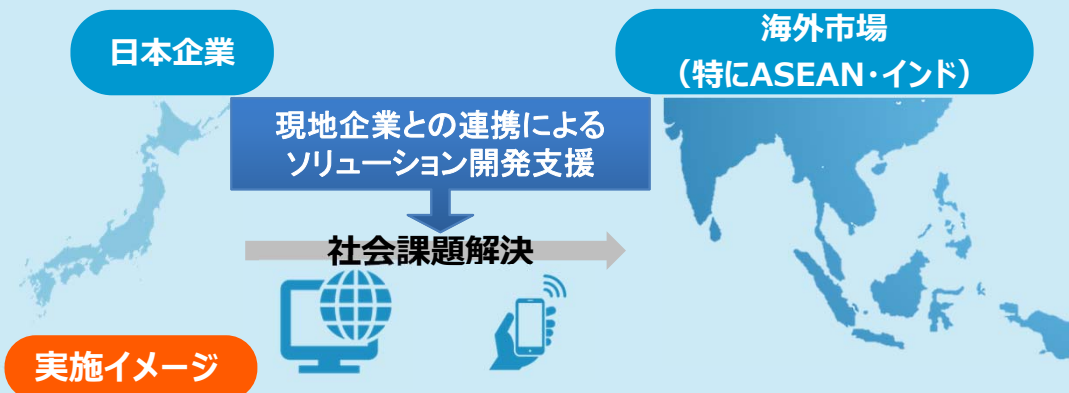 日本企業
海外市場
（特にASEAN･インド）
現地企業との連携による
ソリューション開発支援
社会課題解決
実施イメージ